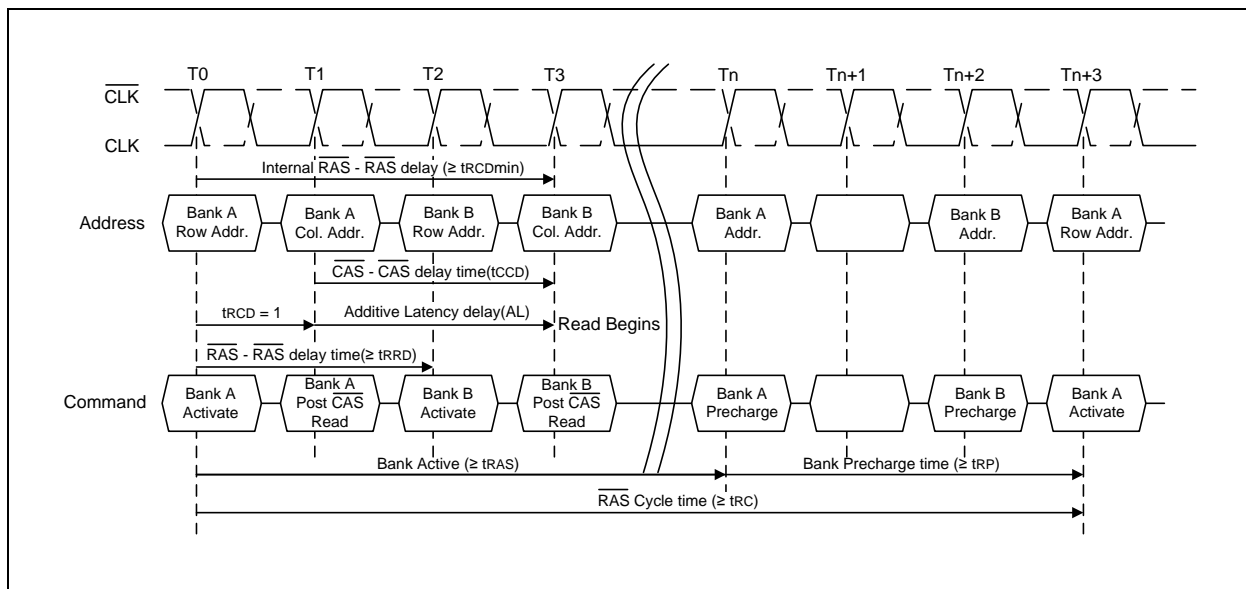 T0 T1 T2 T3 Tn Tn+1 Tn+2 Tn+3
CLK
CLK
Internal RAS - RAS delay (≥ tRCDmin)
Address
Bank A
Row Addr.
Bank A
Col. Addr.
Bank B
Row Addr.
Bank B
Col. Addr.
Bank A
Addr.
Bank B
Addr.
Bank A
Row Addr.
CAS - CAS delay time(tCCD)
tRCD = 1
Additive Latency delay(AL)
Read Begins
RAS - RAS delay time(≥ tRRD)
Command
Bank A
Activate
Bank A
Post CAS
Read
Bank B
Activate
Bank B
Post CAS
Read
Bank A
Precharge
Bank B
Precharge
Bank A
Activate
Bank Active (≥ tRAS)
Bank Precharge time (≥ tRP)
RAS Cycle time (≥ tRC)